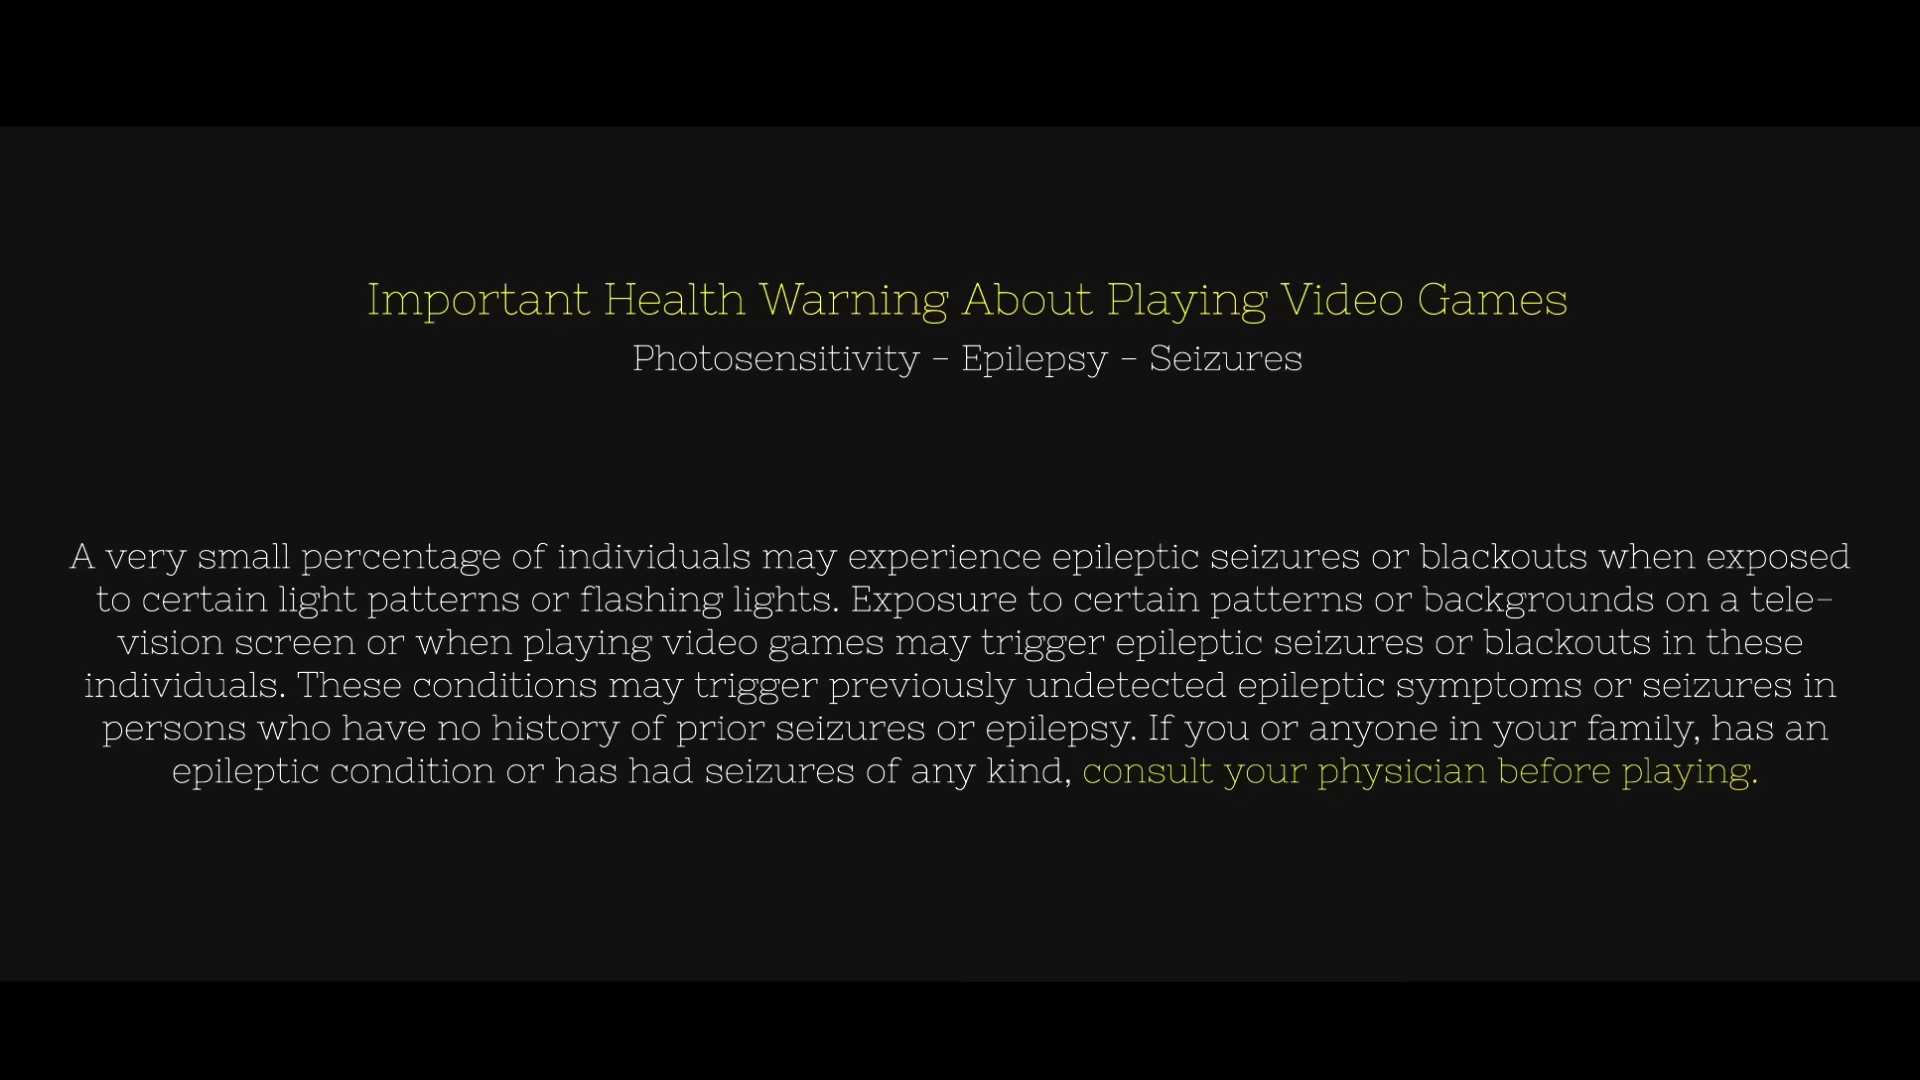 Important Health Warning About Playing Video Games
Photosensitivity - Epilepsy - Seizures
A very small percentage of individuals may experience epileptic seizures or blackouts when exposed
to certain light patterns or flashing lights. Exposure to certain patterns or backgrounds on a tele-
vision screen or when playing video games may trigger epileptic seizures or blackouts in these
individuals. These conditions may trigger previously undetected epileptic symptoms or seizures in
persons who have no history of prior seizures or epilepsy. If you or anyone in your family, has an
epileptic condition or has had seizures of any kind, consult your physician before playing.